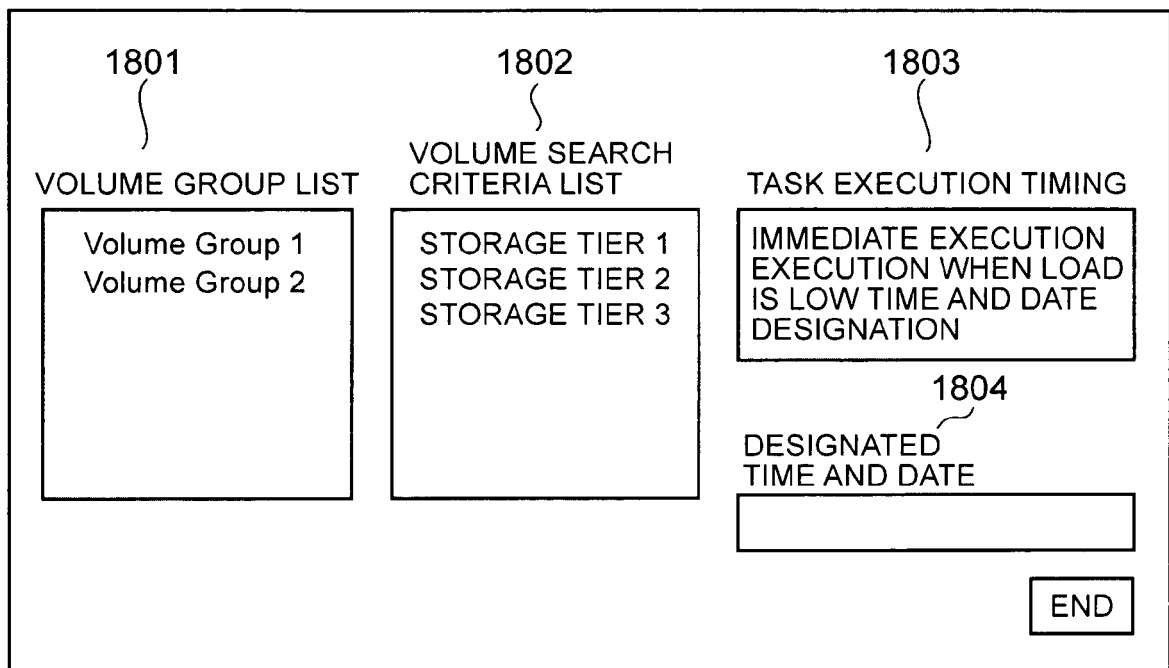 1801
1802
1803
VOLUME GROUP LIST
VOLUME SEARCH
CRITERIA LIST
TASK EXECUTION TIMING
Volume Group 1
Volume Group 2
STORAGE TIER 1
STORAGE TIER 2
STORAGE TIER 3
IMMEDIATE EXECUTION
EXECUTION WHEN LOAD
IS LOW TIME AND DATE
DESIGNATION
1804
DESIGNATED
TIME AND DATE
END